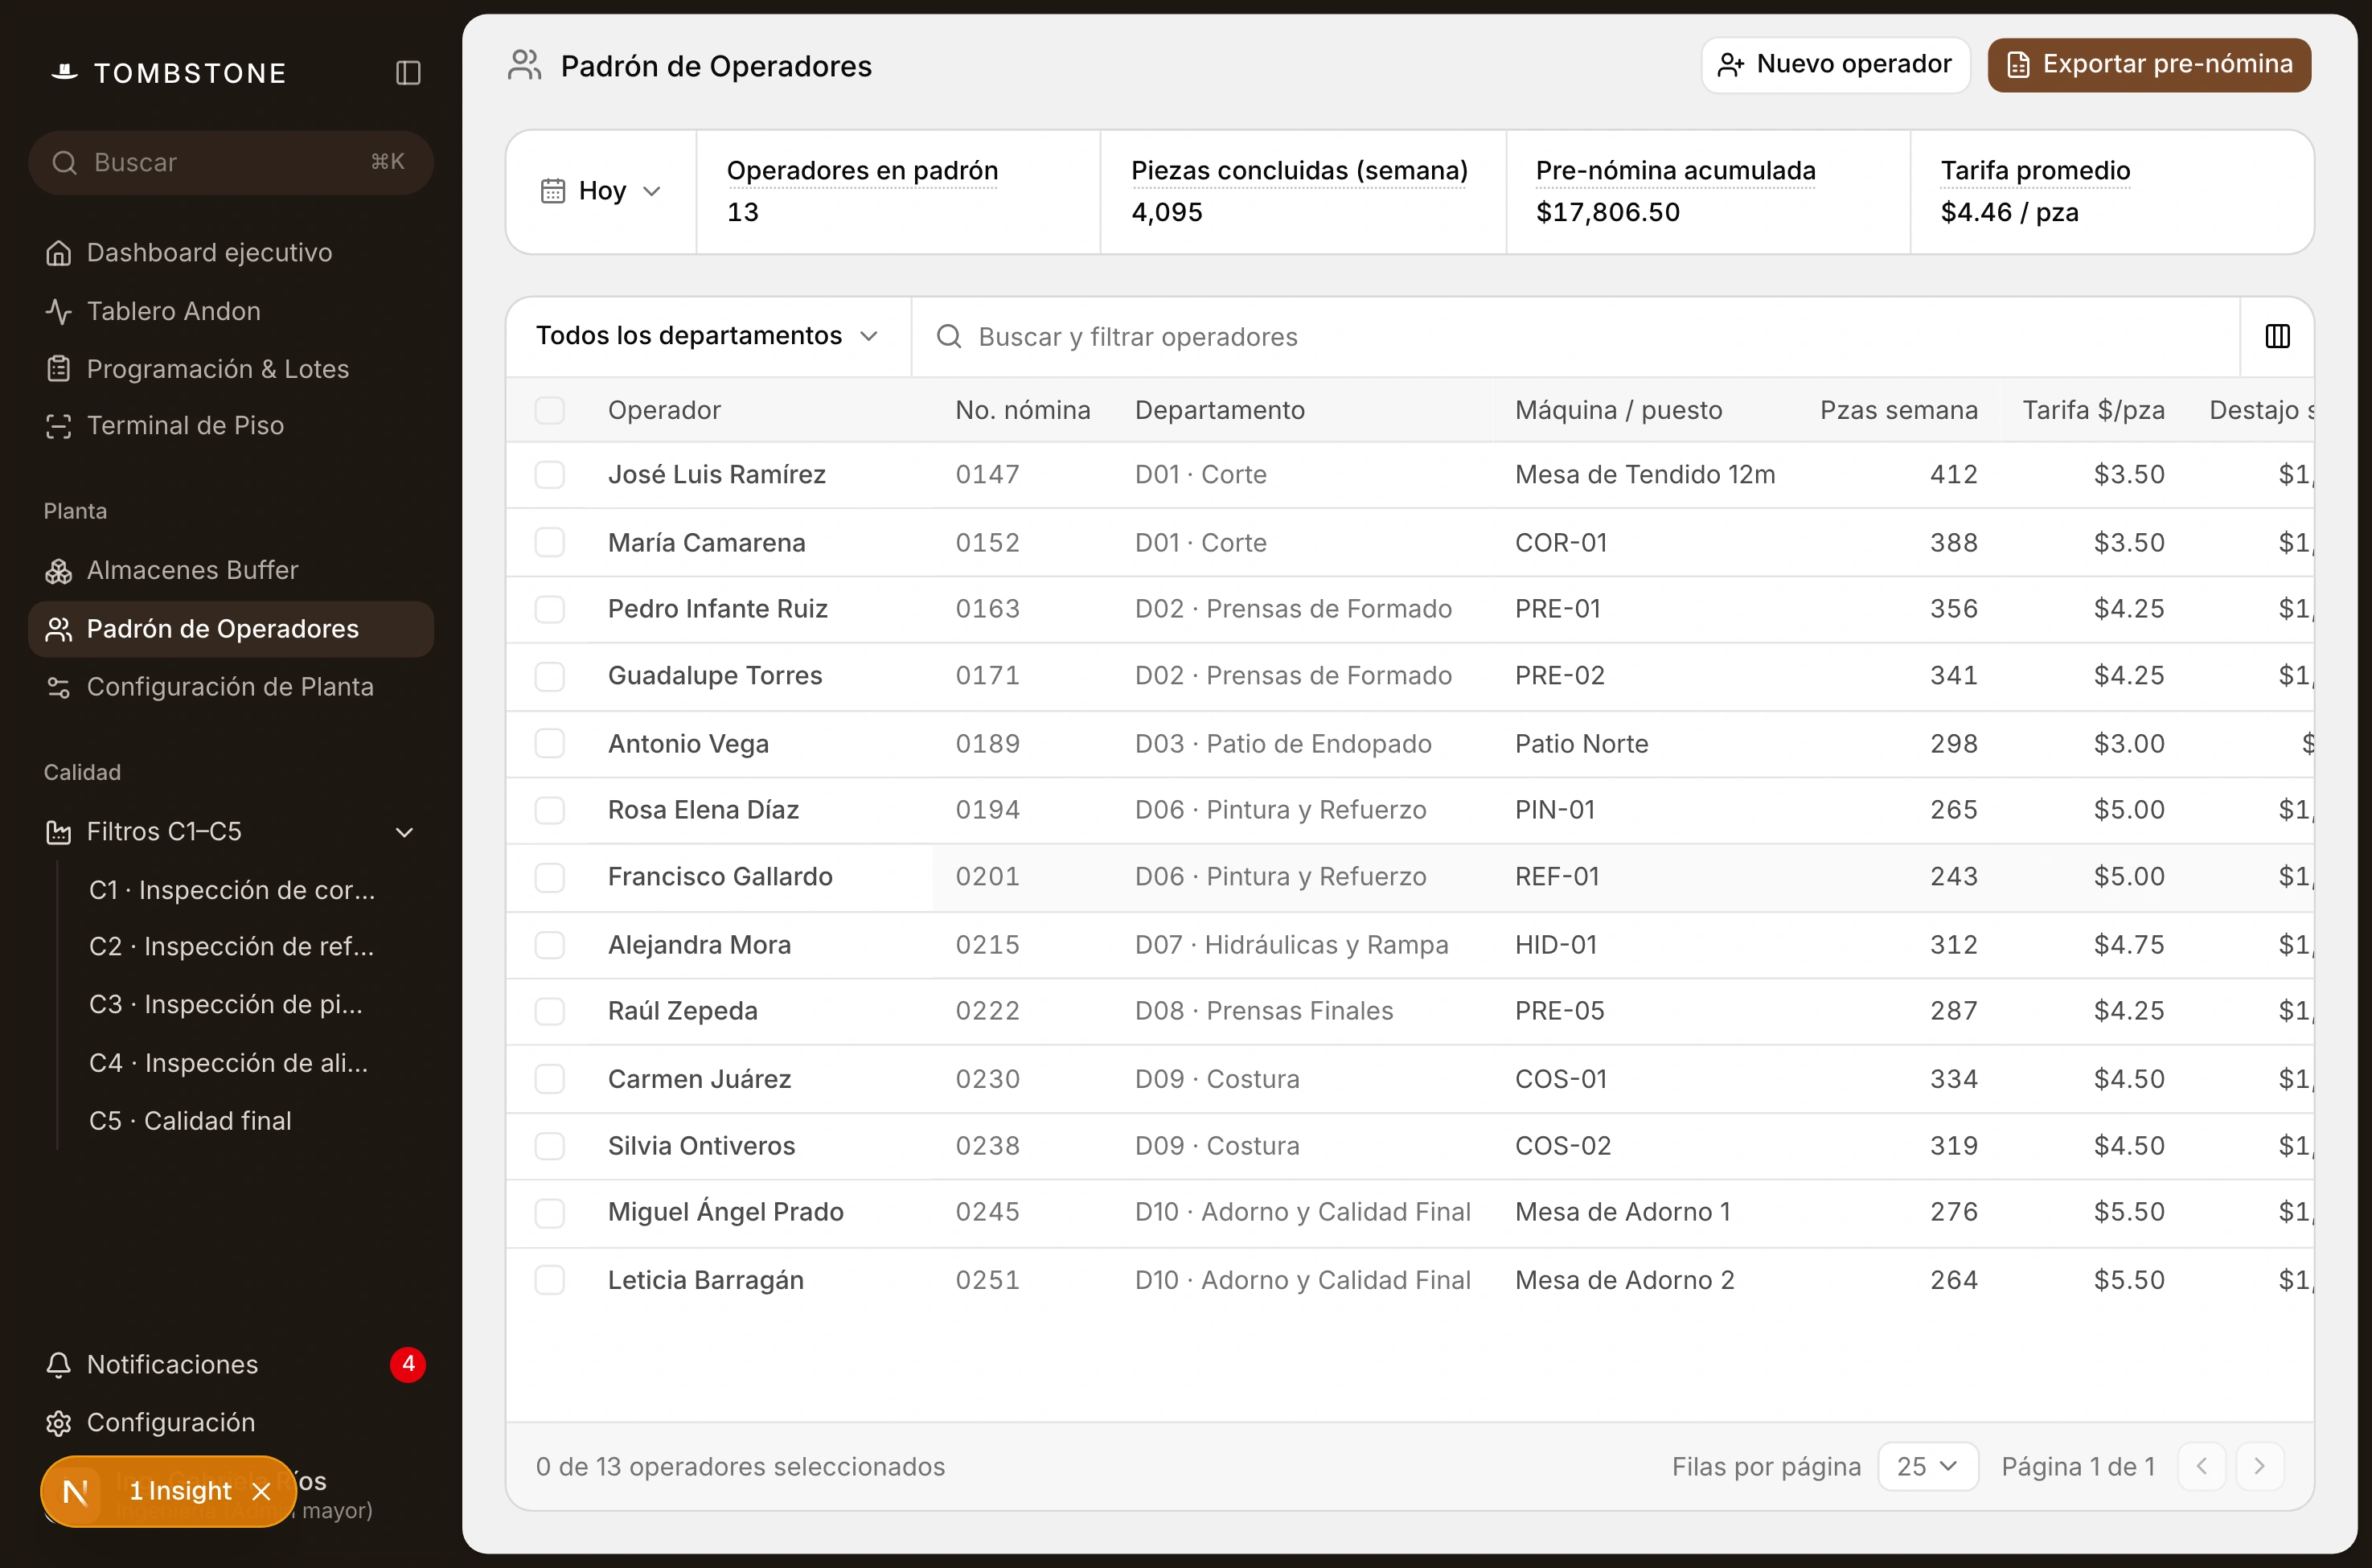 TOMBSTONE
Buscar ⌘K
Dashboard ejecutivo
Tablero Andon
Programación & Lotes
Terminal de Piso
Planta
Almacenes Buffer
Padrón de Operadores
Configuración de Planta
Calidad
Filtros C1–C5
C1 · Inspección de cor...
C2 · Inspección de ref...
C3 · Inspección de pi...
C4 · Inspección de ali...
C5 · Calidad final
Notificaciones 4
Configuración
N 1 Insight
mayor)
Padrón de Operadores
Nuevo operador
Exportar pre-nómina
Hoy
Operadores en padrón
13
Piezas concluidas (semana)
4,095
Pre-nómina acumulada
$17,806.50
Tarifa promedio
$4.46 / pza
Todos los departamentos
Buscar y filtrar operadores
Operador No. nómina Departamento Máquina / puesto Pzas semana Tarifa $/pza Destajo s
José Luis Ramírez 0147 D01 · Corte Mesa de Tendido 12m 412 $3.50 $1,
María Camarena 0152 D01 · Corte COR-01 388 $3.50 $1,
Pedro Infante Ruiz 0163 D02 · Prensas de Formado PRE-01 356 $4.25 $1,
Guadalupe Torres 0171 D02 · Prensas de Formado PRE-02 341 $4.25 $1,
Antonio Vega 0189 D03 · Patio de Endopado Patio Norte 298 $3.00 $
Rosa Elena Díaz 0194 D06 · Pintura y Refuerzo PIN-01 265 $5.00 $1,
Francisco Gallardo 0201 D06 · Pintura y Refuerzo REF-01 243 $5.00 $1,
Alejandra Mora 0215 D07 · Hidráulicas y Rampa HID-01 312 $4.75 $1,
Raúl Zepeda 0222 D08 · Prensas Finales PRE-05 287 $4.25 $1,
Carmen Juárez 0230 D09 · Costura COS-01 334 $4.50 $1,
Silvia Ontiveros 0238 D09 · Costura COS-02 319 $4.50 $1,
Miguel Ángel Prado 0245 D10 · Adorno y Calidad Final Mesa de Adorno 1 276 $5.50 $1,
Leticia Barragán 0251 D10 · Adorno y Calidad Final Mesa de Adorno 2 264 $5.50 $1,
0 de 13 operadores seleccionados
Filas por página 25 Página 1 de 1